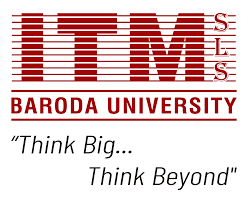 ITM SLS
BARODA UNIVERSITY
“Think Big...
Think Beyond"